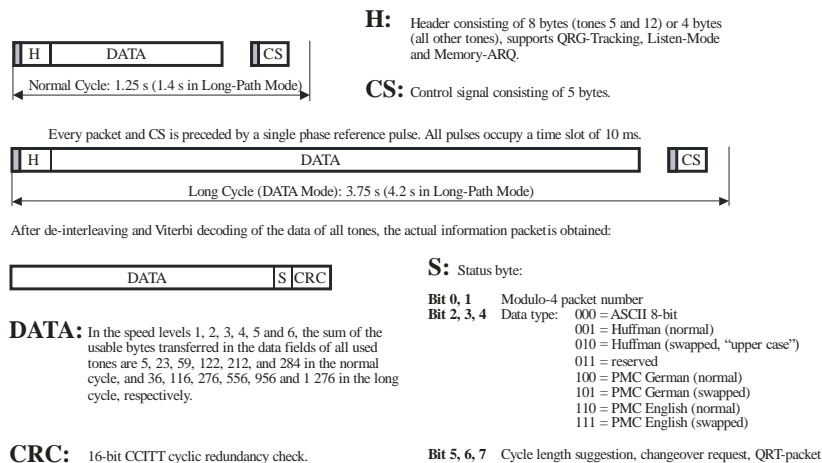 H: Header consisting of 8 bytes (tones 5 and 12) or 4 bytes
(all other tones), supports QRG-Tracking, Listen-Mode
and Memory-ARQ.
H DATA CS
Normal Cycle: 1.25 s (1.4 s in Long-Path Mode)
CS: Control signal consisting of 5 bytes.
Every packet and CS is preceded by a single phase reference pulse. All pulses occupy a time slot of 10 ms.
H DATA CS
Long Cycle (DATA Mode): 3.75 s (4.2 s in Long-Path Mode)
After de-interleaving and Viterbi decoding of the data of all tones, the actual information packet is obtained:
DATA S CRC
DATA: In the speed levels 1, 2, 3, 4, 5 and 6, the sum of the
usable bytes transferred in the data fields of all used
tones are 5, 23, 59, 122, 212, and 284 in the normal
cycle, and 36, 116, 276, 556, 956 and 1 276 in the long
cycle, respectively.
CRC: 16-bit CCITT cyclic redundancy check.
S: Status byte:
Bit 0, 1 Modulo-4 packet number
Bit 2, 3, 4 Data type: 000 = ASCII 8-bit
001 = Huffman (normal)
010 = Huffman (swapped, “upper case”)
011 = reserved
100 = PMC German (normal)
101 = PMC German (swapped)
110 = PMC English (normal)
111 = PMC English (swapped)
Bit 5, 6, 7 Cycle length suggestion, changeover request, QRT-packet